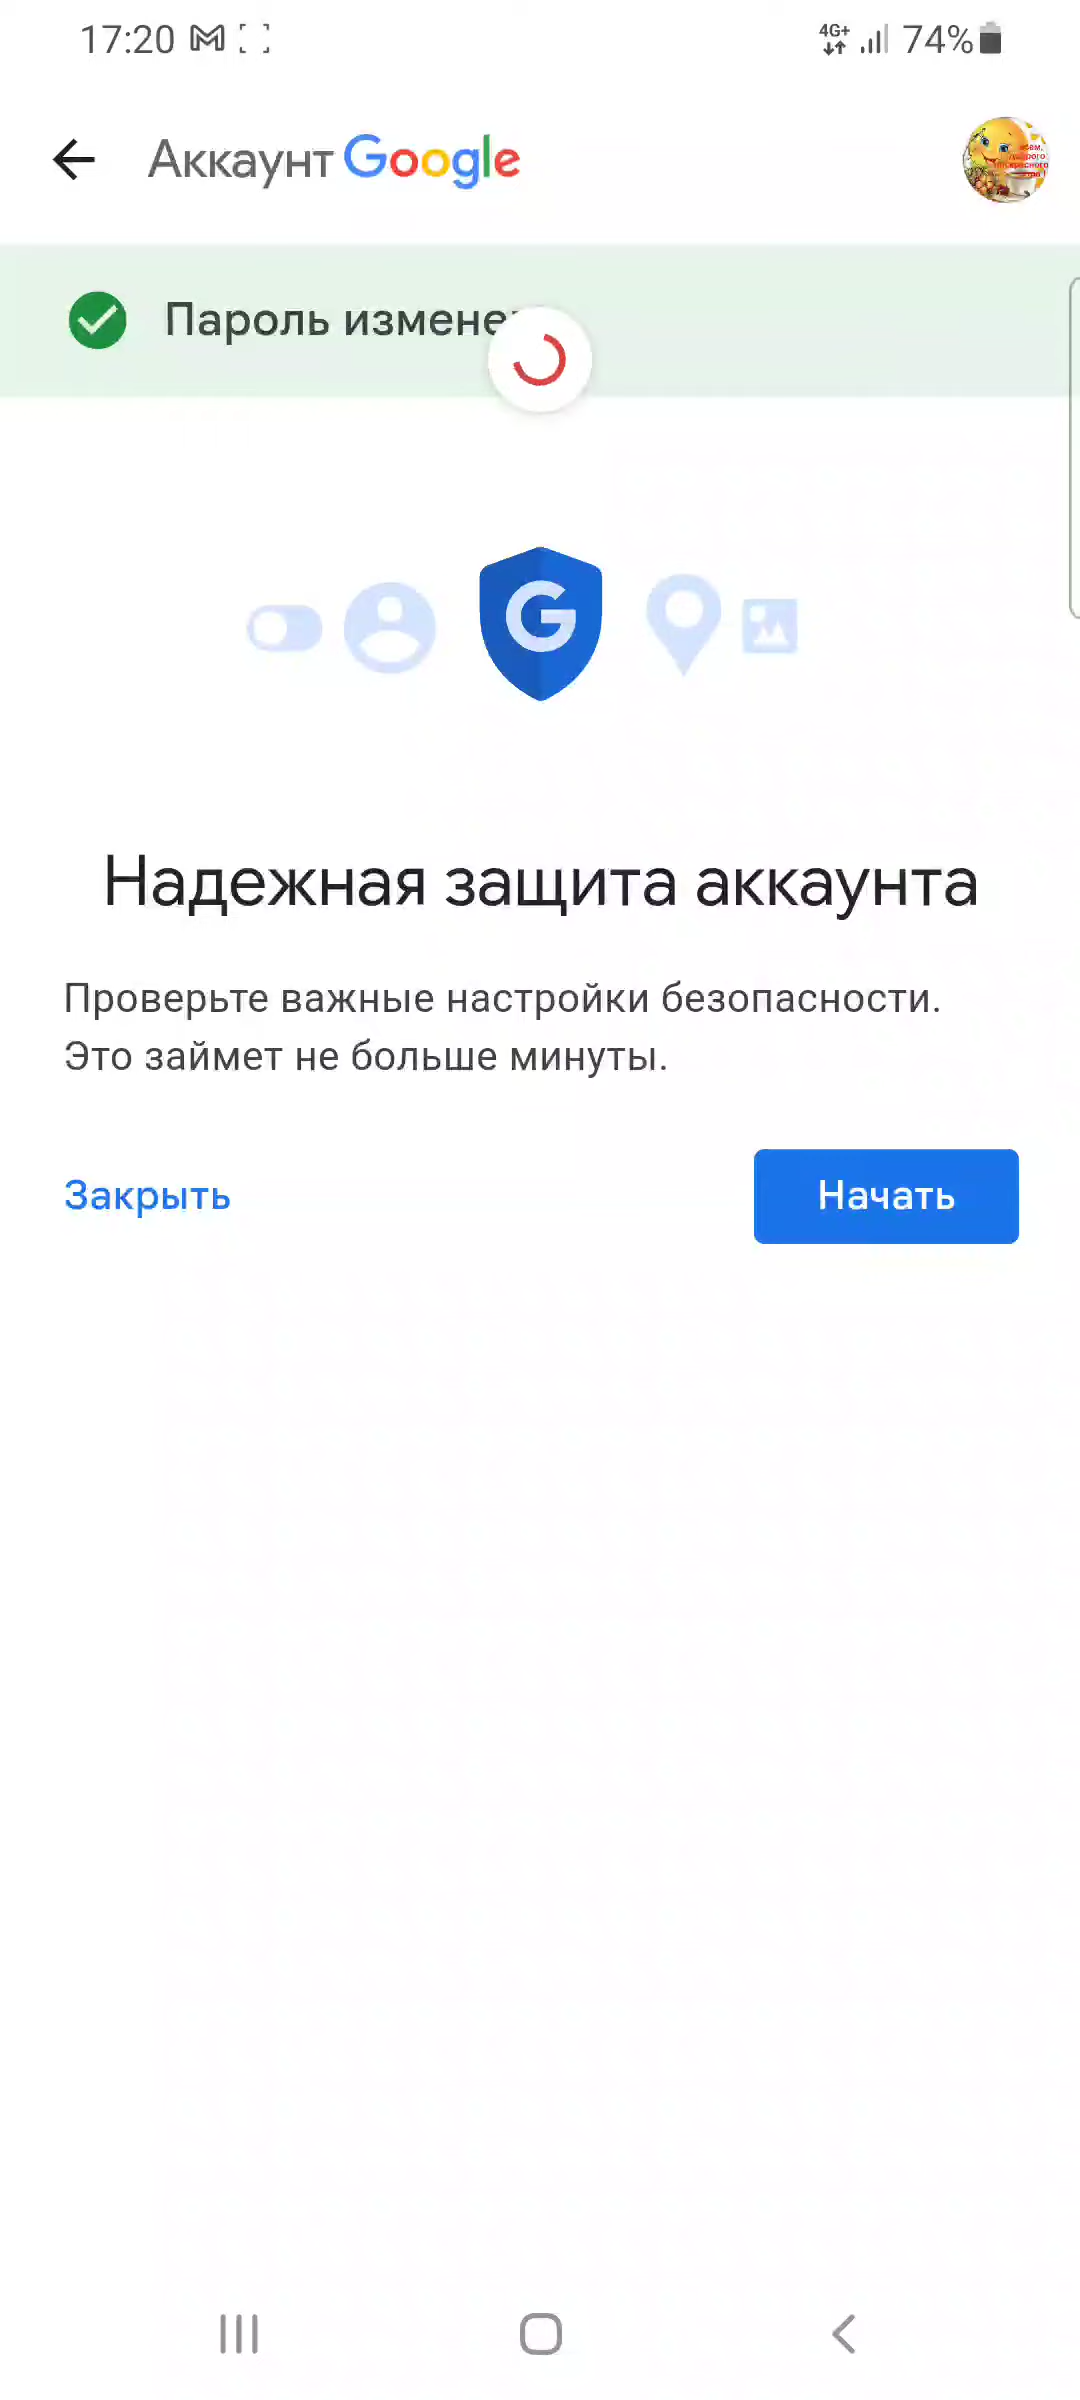 17:20 4G+ 74%
Аккаунт Google
Пароль
Надежная защита аккаунта
Проверьте важные настройки безопасности.
Это займет не больше минуты.
Закрыть Начать